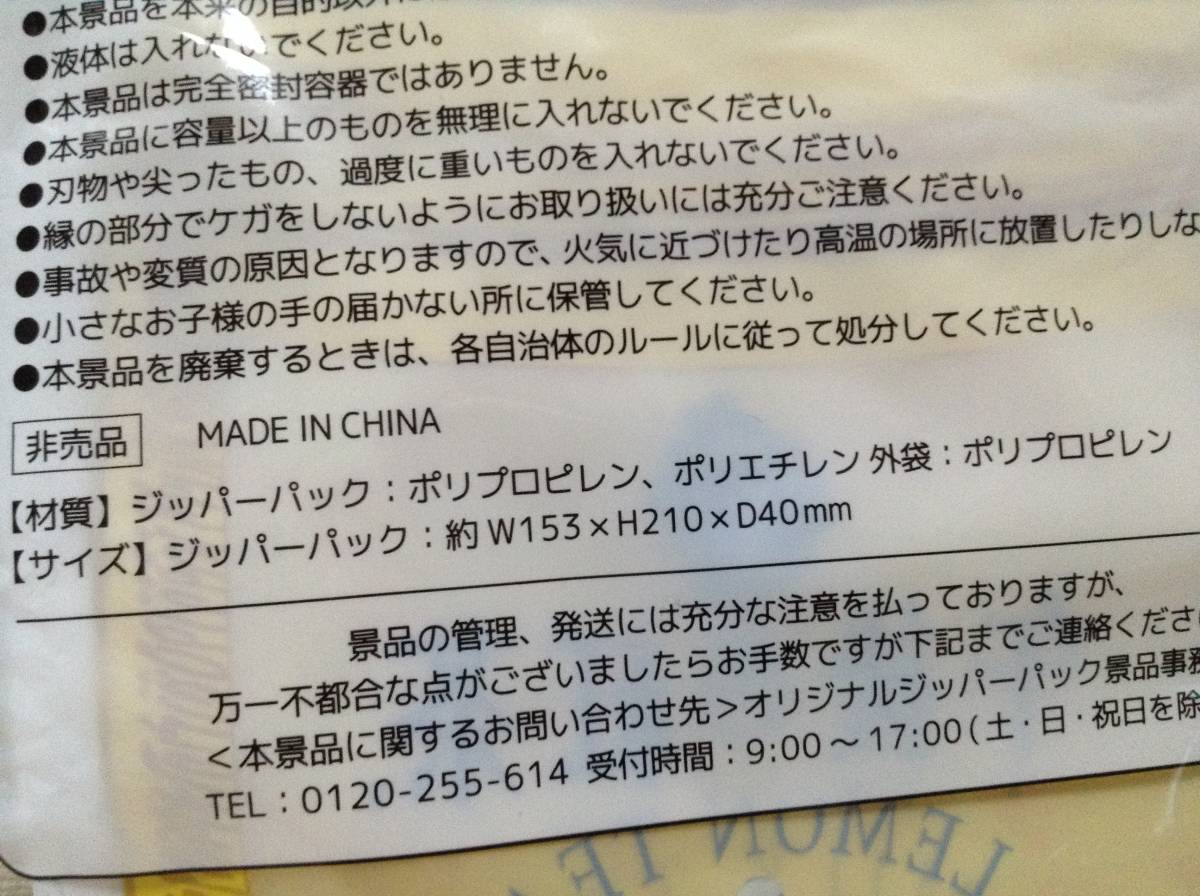 ●本景品を本来の目的以外に
●液体は入れないでください。
●本景品は完全密封容器ではありません。
●本景品に容量以上のものを無理に入れないでください。
●刃物や尖ったもの、過度に重いものを入れないでください。
●縁の部分でケガをしないようにお取り扱いには充分ご注意ください。
●事故や変質の原因となりますので、火気に近づけたり高温の場所に放置したりしな
●小さなお子様の手の届かない所に保管してください。
●本景品を廃棄するときは、各自治体のルールに従って処分してください。
非売品 MADE IN CHINA
【材質】ジッパーパック：ポリプロピレン、ポリエチレン 外袋：ポリプロピレン
【サイズ】ジッパーパック：約 W153×H210×D40mm
景品の管理、発送には充分な注意を払っておりますが、
万一不都合な点がございましたらお手数ですが下記までご連絡くださ
＜本景品に関するお問い合わせ先＞オリジナルジッパーパック景品事務
TEL：0120-255-614 受付時間：9:00～17:00(土・日・祝日を除
LEMON TEA